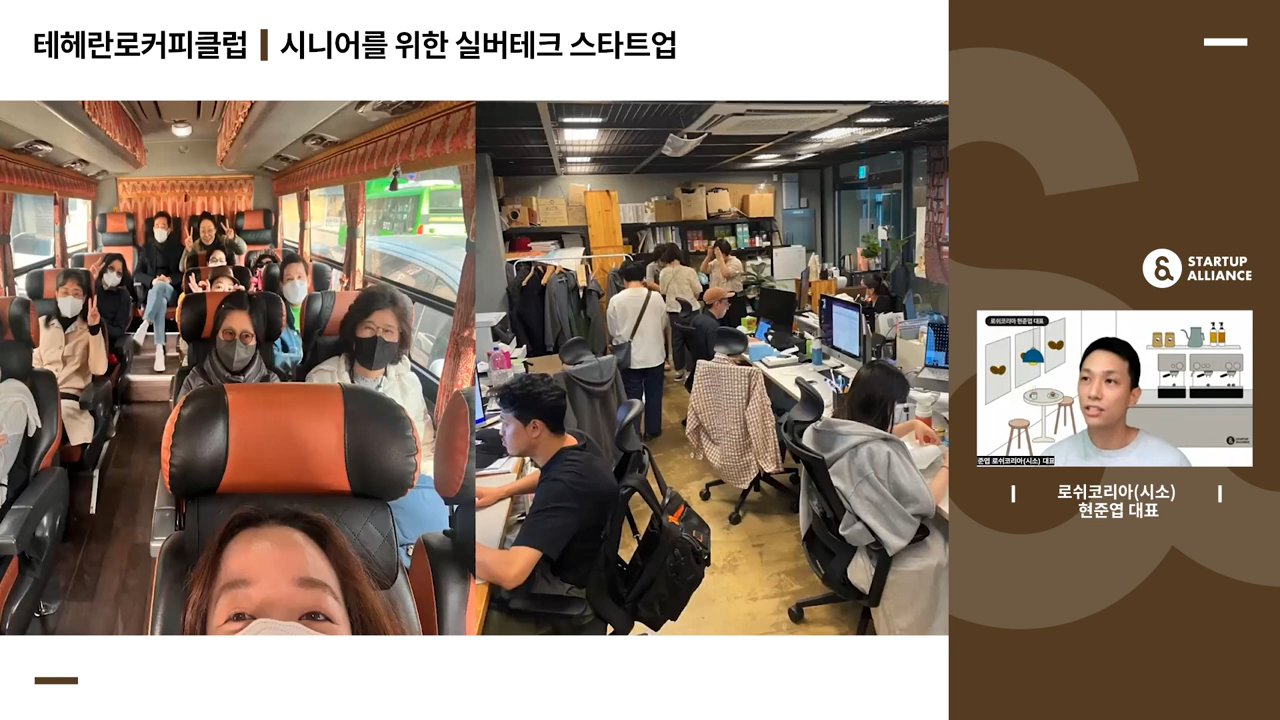 테헤란로커피클럽 | 시니어를 위한 실버테크 스타트업
STARTUP
ALLIANCE
로쉬코리아 현준엽 대표
준엽 로쉬코리아(시소) 대표
로쉬코리아(시소)
현준엽 대표